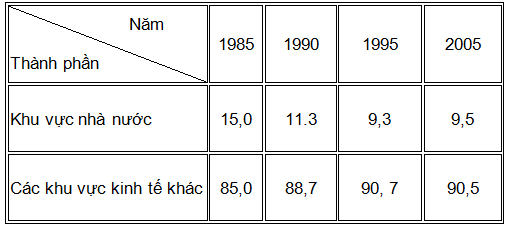 Năm
Thành phần
1985 1990 1995 2005
Khu vực nhà nước 15,0 11.3 9,3 9,5
Các khu vực kinh tế khác 85,0 88,7 90, 7 90,5